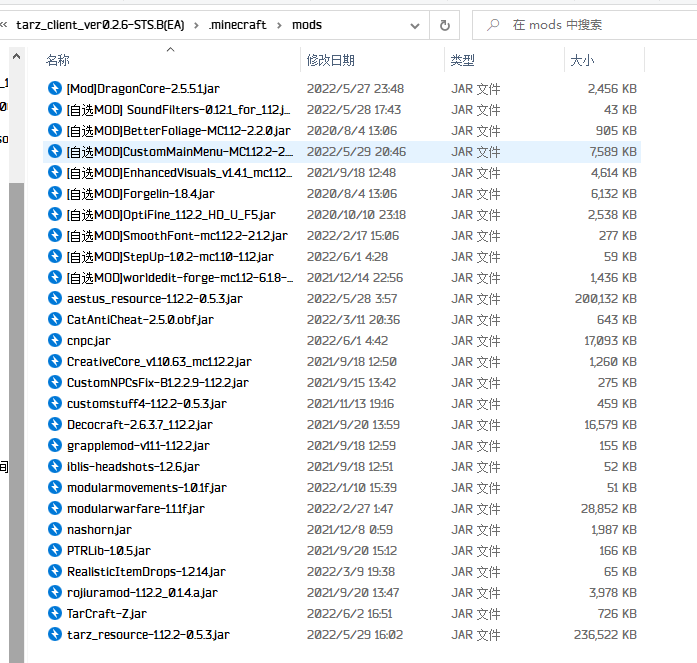 « tarz_client_ver0.2.6-STS.B(EA) › .minecraft › mods 在 mods 中搜索
名称 修改日期 类型 大小
[Mod]DragonCore-2.5.5.1.jar 2022/5/27 23:48 JAR 文件 2,456 KB
[自选MOD] SoundFilters-0.12.1_for_1.12.j... 2022/5/28 17:43 JAR 文件 43 KB
[自选MOD]BetterFoliage-MC1.12-2.2.0.jar 2020/8/4 13:06 JAR 文件 905 KB
[自选MOD]CustomMainMenu-MC1.12.2-2.... 2022/5/29 20:46 JAR 文件 7,589 KB
[自选MOD]EnhancedVisuals_v1.4.1_mc1.12... 2021/9/18 12:48 JAR 文件 4,614 KB
[自选MOD]Forgelin-1.8.4.jar 2020/8/4 13:06 JAR 文件 6,132 KB
[自选MOD]OptiFine_1.12.2_HD_U_F5.jar 2020/10/10 23:18 JAR 文件 2,538 KB
[自选MOD]SmoothFont-mc1.12.2-2.1.2.jar 2022/2/17 15:06 JAR 文件 277 KB
[自选MOD]StepUp-1.0.2-mc1.10-1.12.jar 2022/6/1 4:28 JAR 文件 59 KB
[自选MOD]worldedit-forge-mc1.12-6.1.8-... 2021/12/14 22:56 JAR 文件 1,436 KB
aestus_resource-1.12.2-0.5.3.jar 2022/5/28 3:57 JAR 文件 200,132 KB
CatAntiCheat-2.5.0.obf.jar 2022/3/11 20:36 JAR 文件 643 KB
cnpc.jar 2022/6/1 4:42 JAR 文件 17,093 KB
CreativeCore_v1.10.63_mc1.12.2.jar 2021/9/18 12:50 JAR 文件 1,260 KB
CustomNPCsFix-B1.2.2.9-1.12.2.jar 2021/9/15 13:42 JAR 文件 275 KB
customstuff4-1.12.2-0.5.3.jar 2021/11/13 19:16 JAR 文件 459 KB
Decocraft-2.6.3.7_1.12.2.jar 2021/9/20 13:59 JAR 文件 16,579 KB
grapplemod-v11.1-1.12.2.jar 2021/9/18 12:59 JAR 文件 155 KB
iblis-headshots-1.2.6.jar 2021/9/18 12:51 JAR 文件 52 KB
modularmovements-1.0.1f.jar 2022/1/10 15:39 JAR 文件 51 KB
modularwarfare-1.1.1f.jar 2022/2/27 1:47 JAR 文件 28,852 KB
nashorn.jar 2021/12/8 0:59 JAR 文件 1,987 KB
PTRLib-1.0.5.jar 2021/9/20 15:12 JAR 文件 166 KB
RealisticItemDrops-1.2.14.jar 2022/3/9 19:38 JAR 文件 65 KB
rojiuramod-1.12.2_0.1.4.a.jar 2021/9/20 13:47 JAR 文件 3,978 KB
TarCraft-Z.jar 2022/6/2 16:51 JAR 文件 726 KB
tarz_resource-1.12.2-0.5.3.jar 2022/5/29 16:02 JAR 文件 236,522 KB